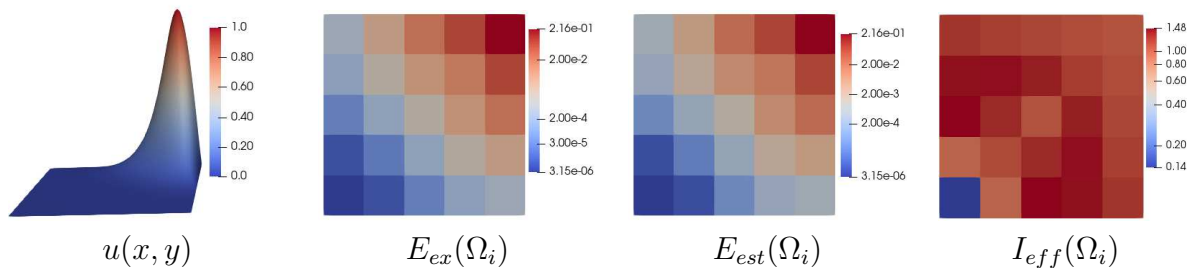 1.0
0.80
0.60
0.40
0.20
0.0
2.16e-01
2.00e-2
2.00e-4
3.00e-5
3.15e-06
2.16e-01
2.00e-2
2.00e-3
2.00e-4
3.15e-06
1.48
1.00
0.80
0.60
0.40
0.20
0.14
u(x, y)
E_{ex}(Ω_i)
E_{est}(Ω_i)
I_{eff}(Ω_i)